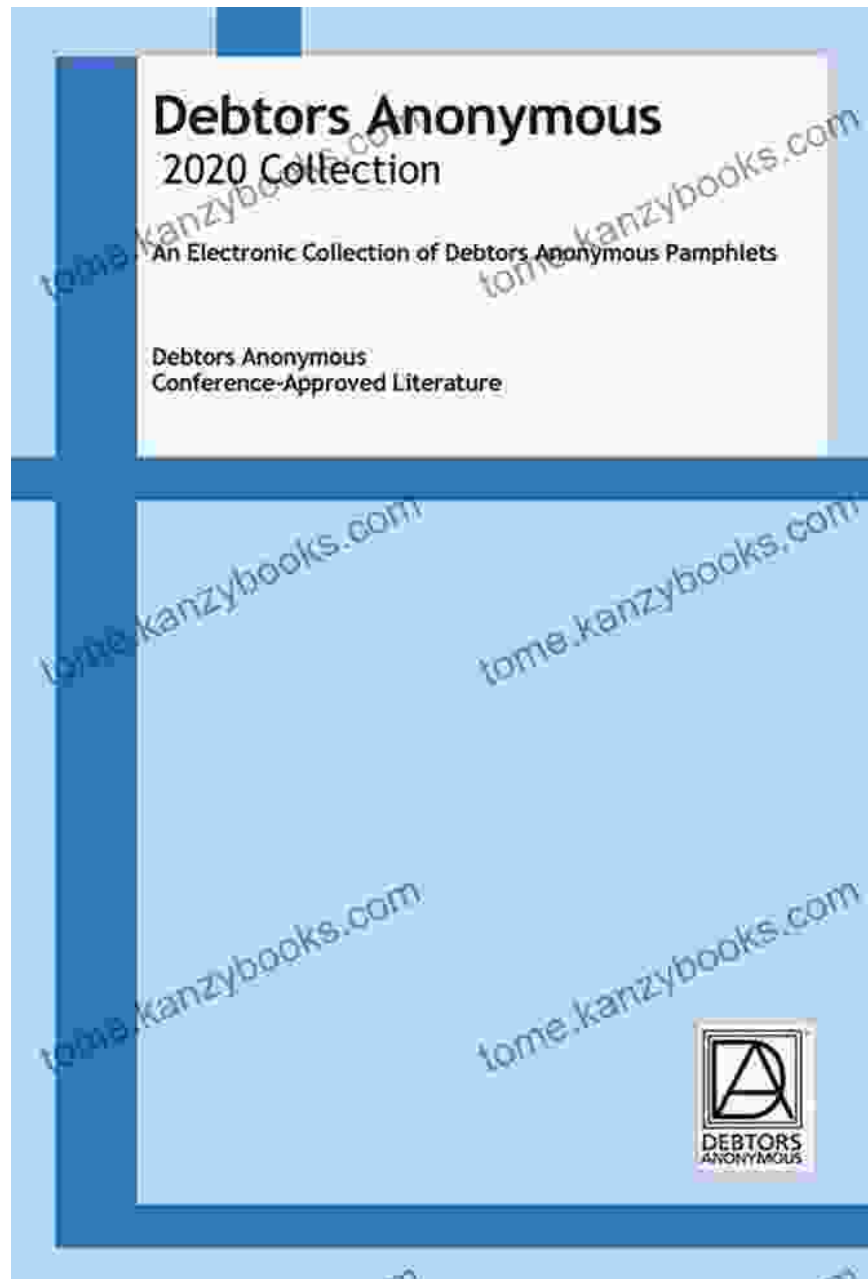 Debtors Anonymous
2020 Collection
An Electronic Collection of Debtors Anonymous Pamphlets
Debtors Anonymous
Conference-Approved Literature
tome.kanzybooks.com
tome.kanzybooks.com
tome.kanzybooks.com
tome.kanzybooks.com
tome.kanzybooks.com
tome.kanzybooks.com
DA
DEBTORS
ANONYMOUS